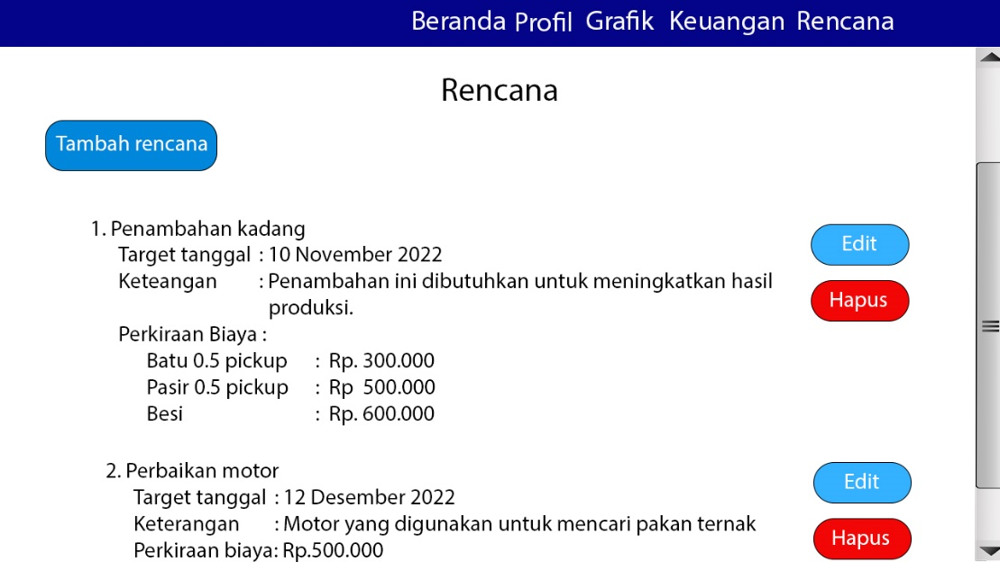 Beranda Profil Grafik Keuangan Rencana
Rencana
Tambah rencana
1. Penambahan kadang
Target tanggal : 10 November 2022
Keteangan : Penambahan ini dibutuhkan untuk meningkatkan hasil
produksi.
Perkiraan Biaya :
Batu 0.5 pickup : Rp. 300.000
Pasir 0.5 pickup : Rp 500.000
Besi : Rp. 600.000
Edit
Hapus
2. Perbaikan motor
Target tanggal : 12 Desember 2022
Keterangan : Motor yang digunakan untuk mencari pakan ternak
Perkiraan biaya: Rp.500.000
Edit
Hapus